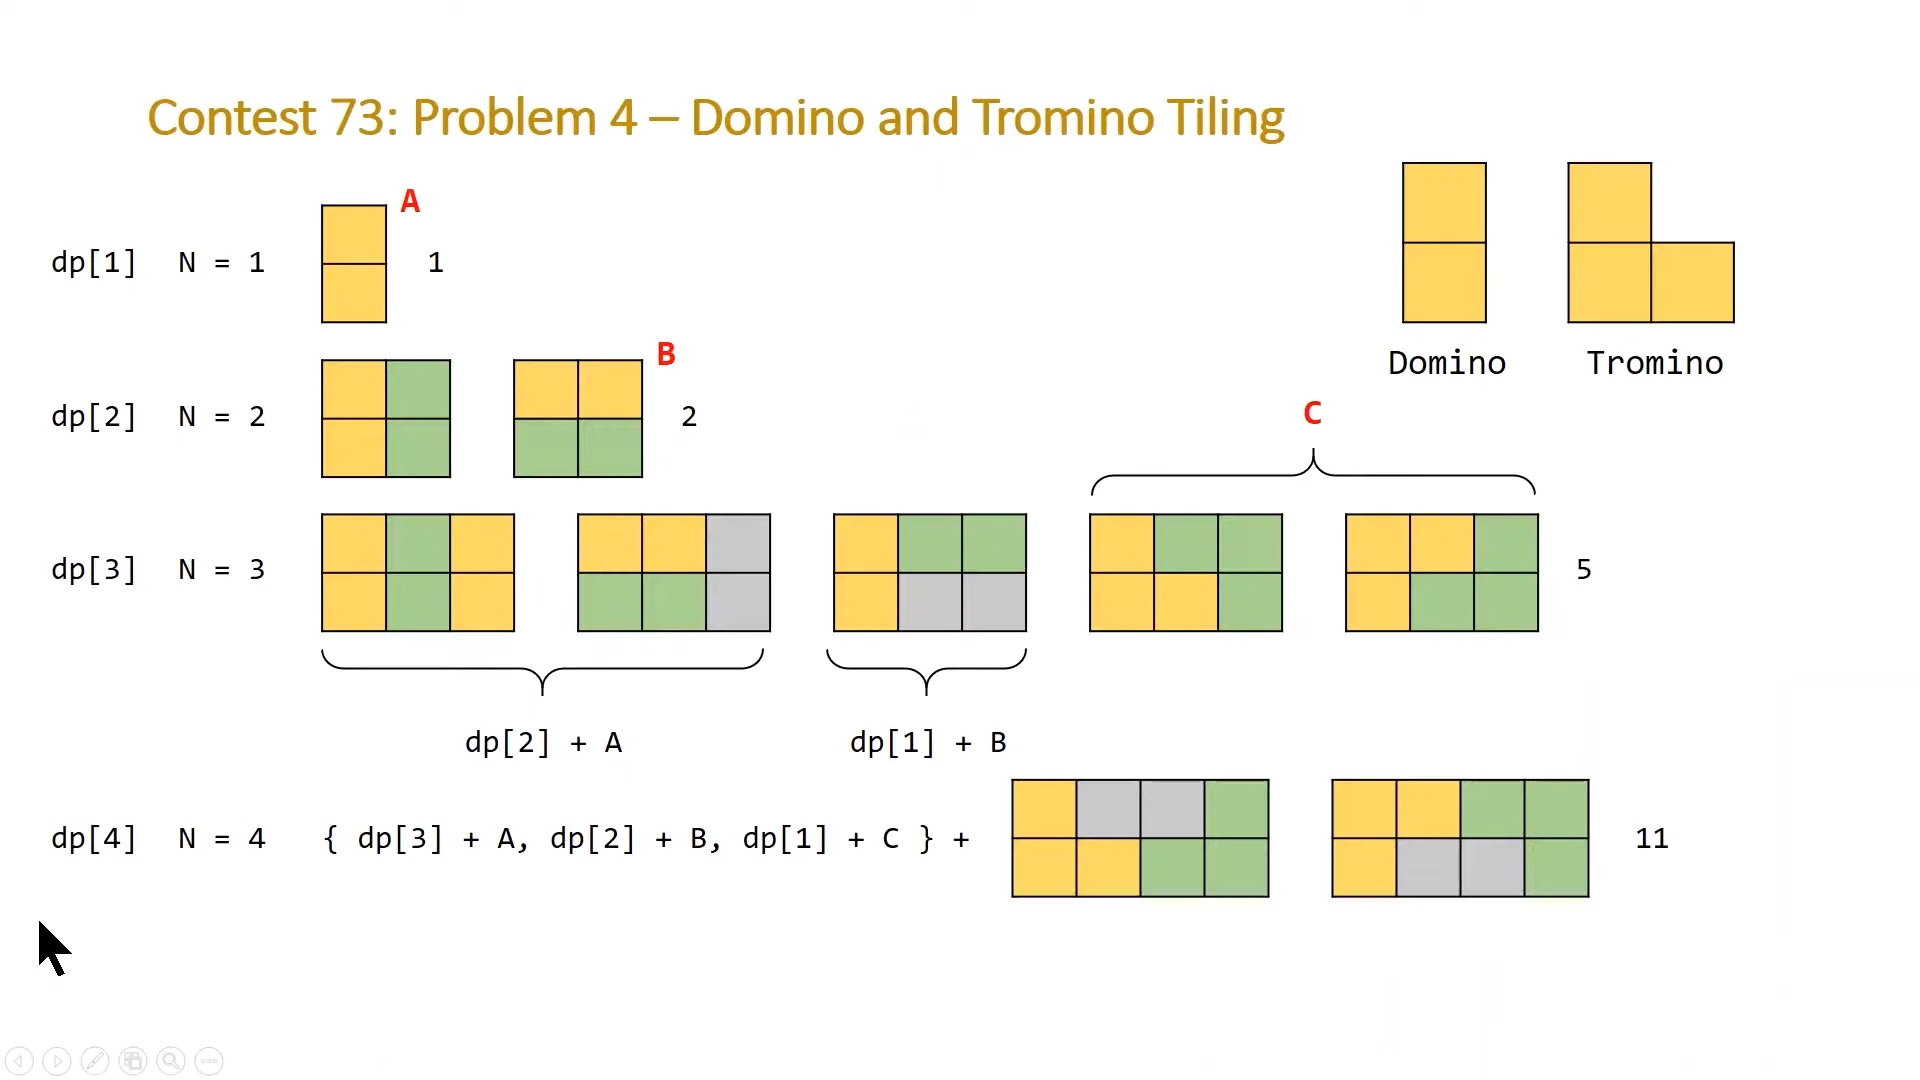 Contest 73: Problem 4 – Domino and Tromino Tiling
Domino
Tromino
dp[1] N = 1
A
1
dp[2] N = 2
B
2
C
dp[3] N = 3
5
dp[2] + A
dp[1] + B
dp[4] N = 4 { dp[3] + A, dp[2] + B, dp[1] + C } +
11